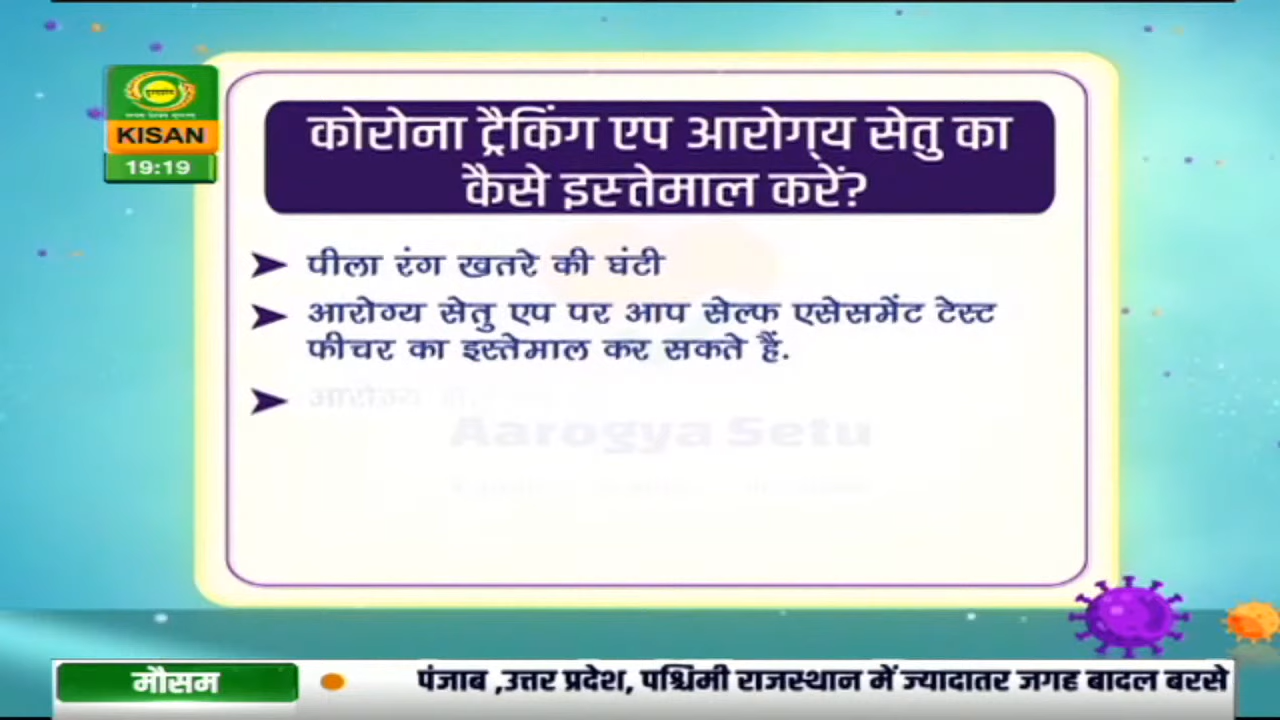 KISAN
19:19
कोरोना ट्रैकिंग एप आरोग्य सेतु का
कैसे इस्तेमाल करें?
पीला रंग खतरे की घंटी
आरोग्य सेतु एप पर आप सेल्फ एसेसमेंट टेस्ट
फीचर का इस्तेमाल कर सकते हैं.
आरोग्य
Aarogya Setu
मौसम
पंजाब ,उत्तर प्रदेश, पश्चिमी राजस्थान में ज्यादातर जगह बादल बरसे